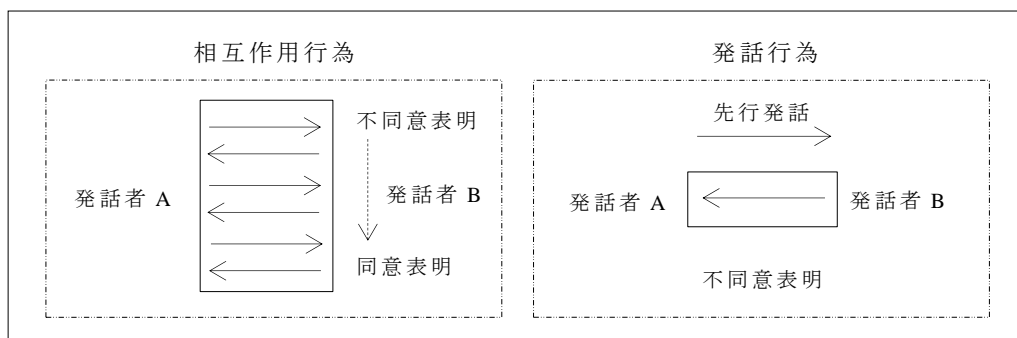 相互作用行為
不同意表明
発話者 A
発話者 B
同意表明
発話行為
先行発話
発話者 A
発話者 B
不同意表明